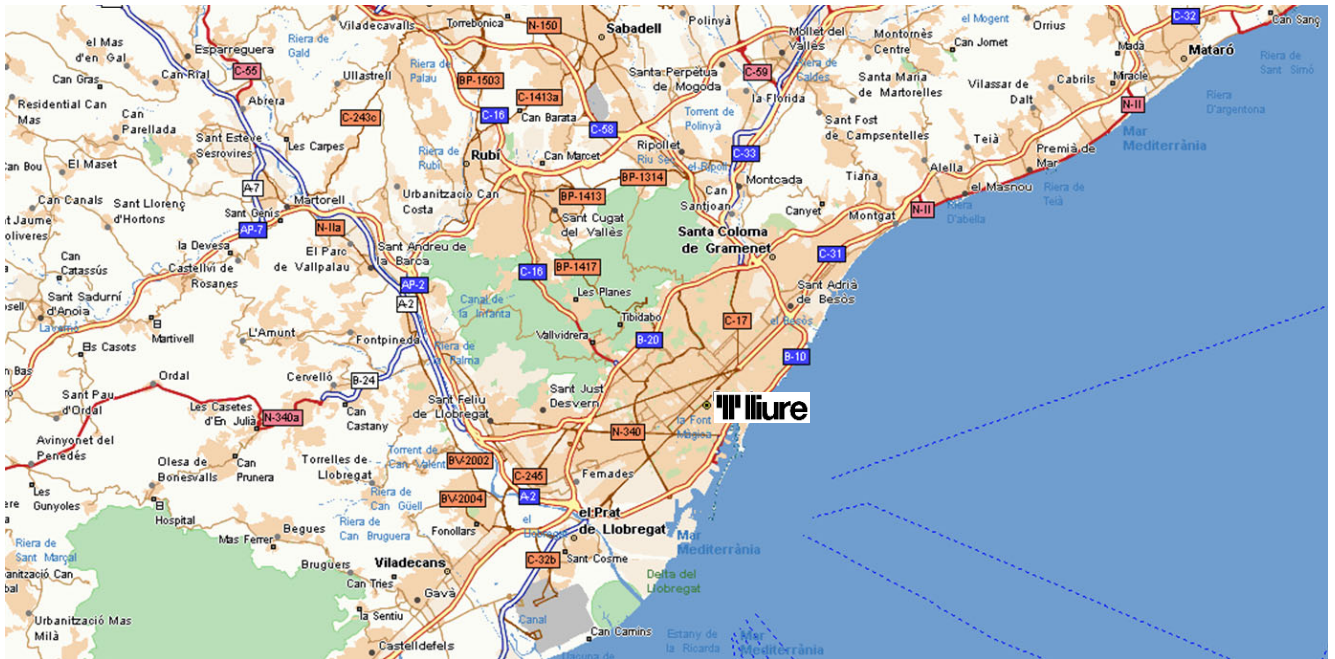 Viladecavalls
Torrebonica
N-150
Sabadell
Polinyà
el Mogent
Orrius
C-32
Can Sanç
el Mas
d'en Gal
Esparreguera
Riera de
Gald
Mollet del
Vallès
Montornès
Centre
Can Jornet
Mada
Mataró
Riera de
Sant Simó
Can Gras
Can Rial
C-55
Ullastrell
Riera de
Palau
BP-1503
Santa Perpètua
de Mogoda
C-59
Riera de
Caldes
Santa Maria
de Martorelles
Vilassar de
Dalt
Cabrils
Miracle
Residential Can
Mas
Abrera
C-1413a
Can Barata
la Florida
N-II
Riera
D'argentona
Can
Parellada
C-243c
C-16
C-58
Torrent de
Polinyà
Sant Fost
de Campsentelles
Teià
Mar
Mediterrània
Sant Esteve
Sesrovires
Les Carpes
Riera de
Rubí
Rubí
Can Marcet
Ripollet
Riu Sec
el Ripoll
C-33
Premià de
Mar
Can Bou
El Maset
Alella
A-7
BP-1314
Montcada
Tiana
el Masnou
Riera de
Teià
Can Canals
Sant Llorenç
d'Hortons
Martorell
Urbanització Can
Costa
BP-1413
Can
Santjoan
Canyet
Montgat
N-II
Riera
D'abella
nt Jaume
oliveres
Sant Genís
AP-7
N-IIa
Sant Cugat
del Vallès
Santa Coloma
de Gramenet
la Devesa
El Parc
de Vallpalau
Sant Andreu de
la Barca
C-31
Can
Catassús
Castellví de
Rosanes
C-16
BP-1417
AP-2
Sant Adrià
de Besòs
Sant Sadurní
d'Anoia
A-2
Canal de
la Infanta
Les Planes
Tibidabo
C-17
el Besòs
Martivell
L'Amunt
Fontpineda
Vallvidrera
B-20
Els Casots
Riera de
la Palma
B-10
Ordal
Cervelló
B-24
Sant Just
Desvern
Sant Pau
d'Ordal
Les Casetes
d'En Julià
N-340a
Can
Castany
Sant Feliu
de Llobregat
lliure
la Font
Màgica
N-340
Avinyonet del
Penedés
Olesa de
Bonesvalls
Can
Prunera
Torrelles de
Llobregat
Torrent de
Can Valent
BV-2002
C-245
Femades
Les
Gunyoles
Riera de
Can Güell
BV-2004
A-2
Hospital
Begues
Riera de
Can Bruguera
Fonollars
el
Llobregat
el Prat
de Llobregat
Mar
Mediterrània
Riera de
Sant Marçal
Mas Ferrer
Bruguers
Viladecans
C-32b
Sant Cosme
anització Can
bal
Can Tries
Gavà
Delta del
Llobregat
Urbanització Mas
Milà
la Sentiu
Canal
Can Camins
Estany de
la Ricarda
Mar
Mediterrània
Castelldefels